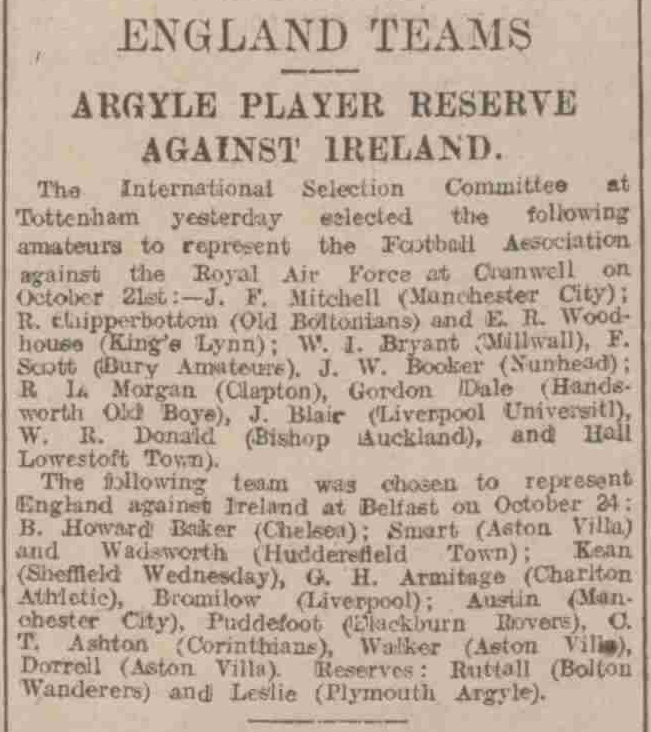 ENGLAND TEAMS
ARGYLE PLAYER RESERVE
AGAINST IRELAND.
The International Selection Committee at
Tottenham yesterday selected the following
amateurs to represent the Football Association
against the Royal Air Force at Cranwell on
October 21st:—J. F. Mitchell (Manchester City);
R. Chipperbottom (Old Boltonians) and E. R. Wood-
house (King's Lynn); W. I. Bryant (Millwall), F.
Scott (Bury Amateurs), J. W. Booker (Nunhead);
R L. Morgan (Clapton), Gordon Dale (Hands-
worth Old Boys), J. Blair (Liverpool Universitl),
W. R. Donald (Bishop Auckland), and Hall
Lowestoft Town).
The following team was chosen to represent
England against Ireland at Belfast on October 24:
B. Howard Baker (Chelsea); Smart (Aston Villa)
and Wadsworth (Huddersfield Town); Kean
(Sheffield Wednesday), G. H. Armitage (Charlton
Athletic), Bromilow (Liverpool); Austin (Man-
chester City), Puddefoot (Blackburn Rovers), C.
T. Ashton (Corinthians), Walker (Aston Villa),
Dorrell (Aston Villa). Reserves: Ruttall (Bolton
Wanderers) and Leslie (Plymouth Argyle).